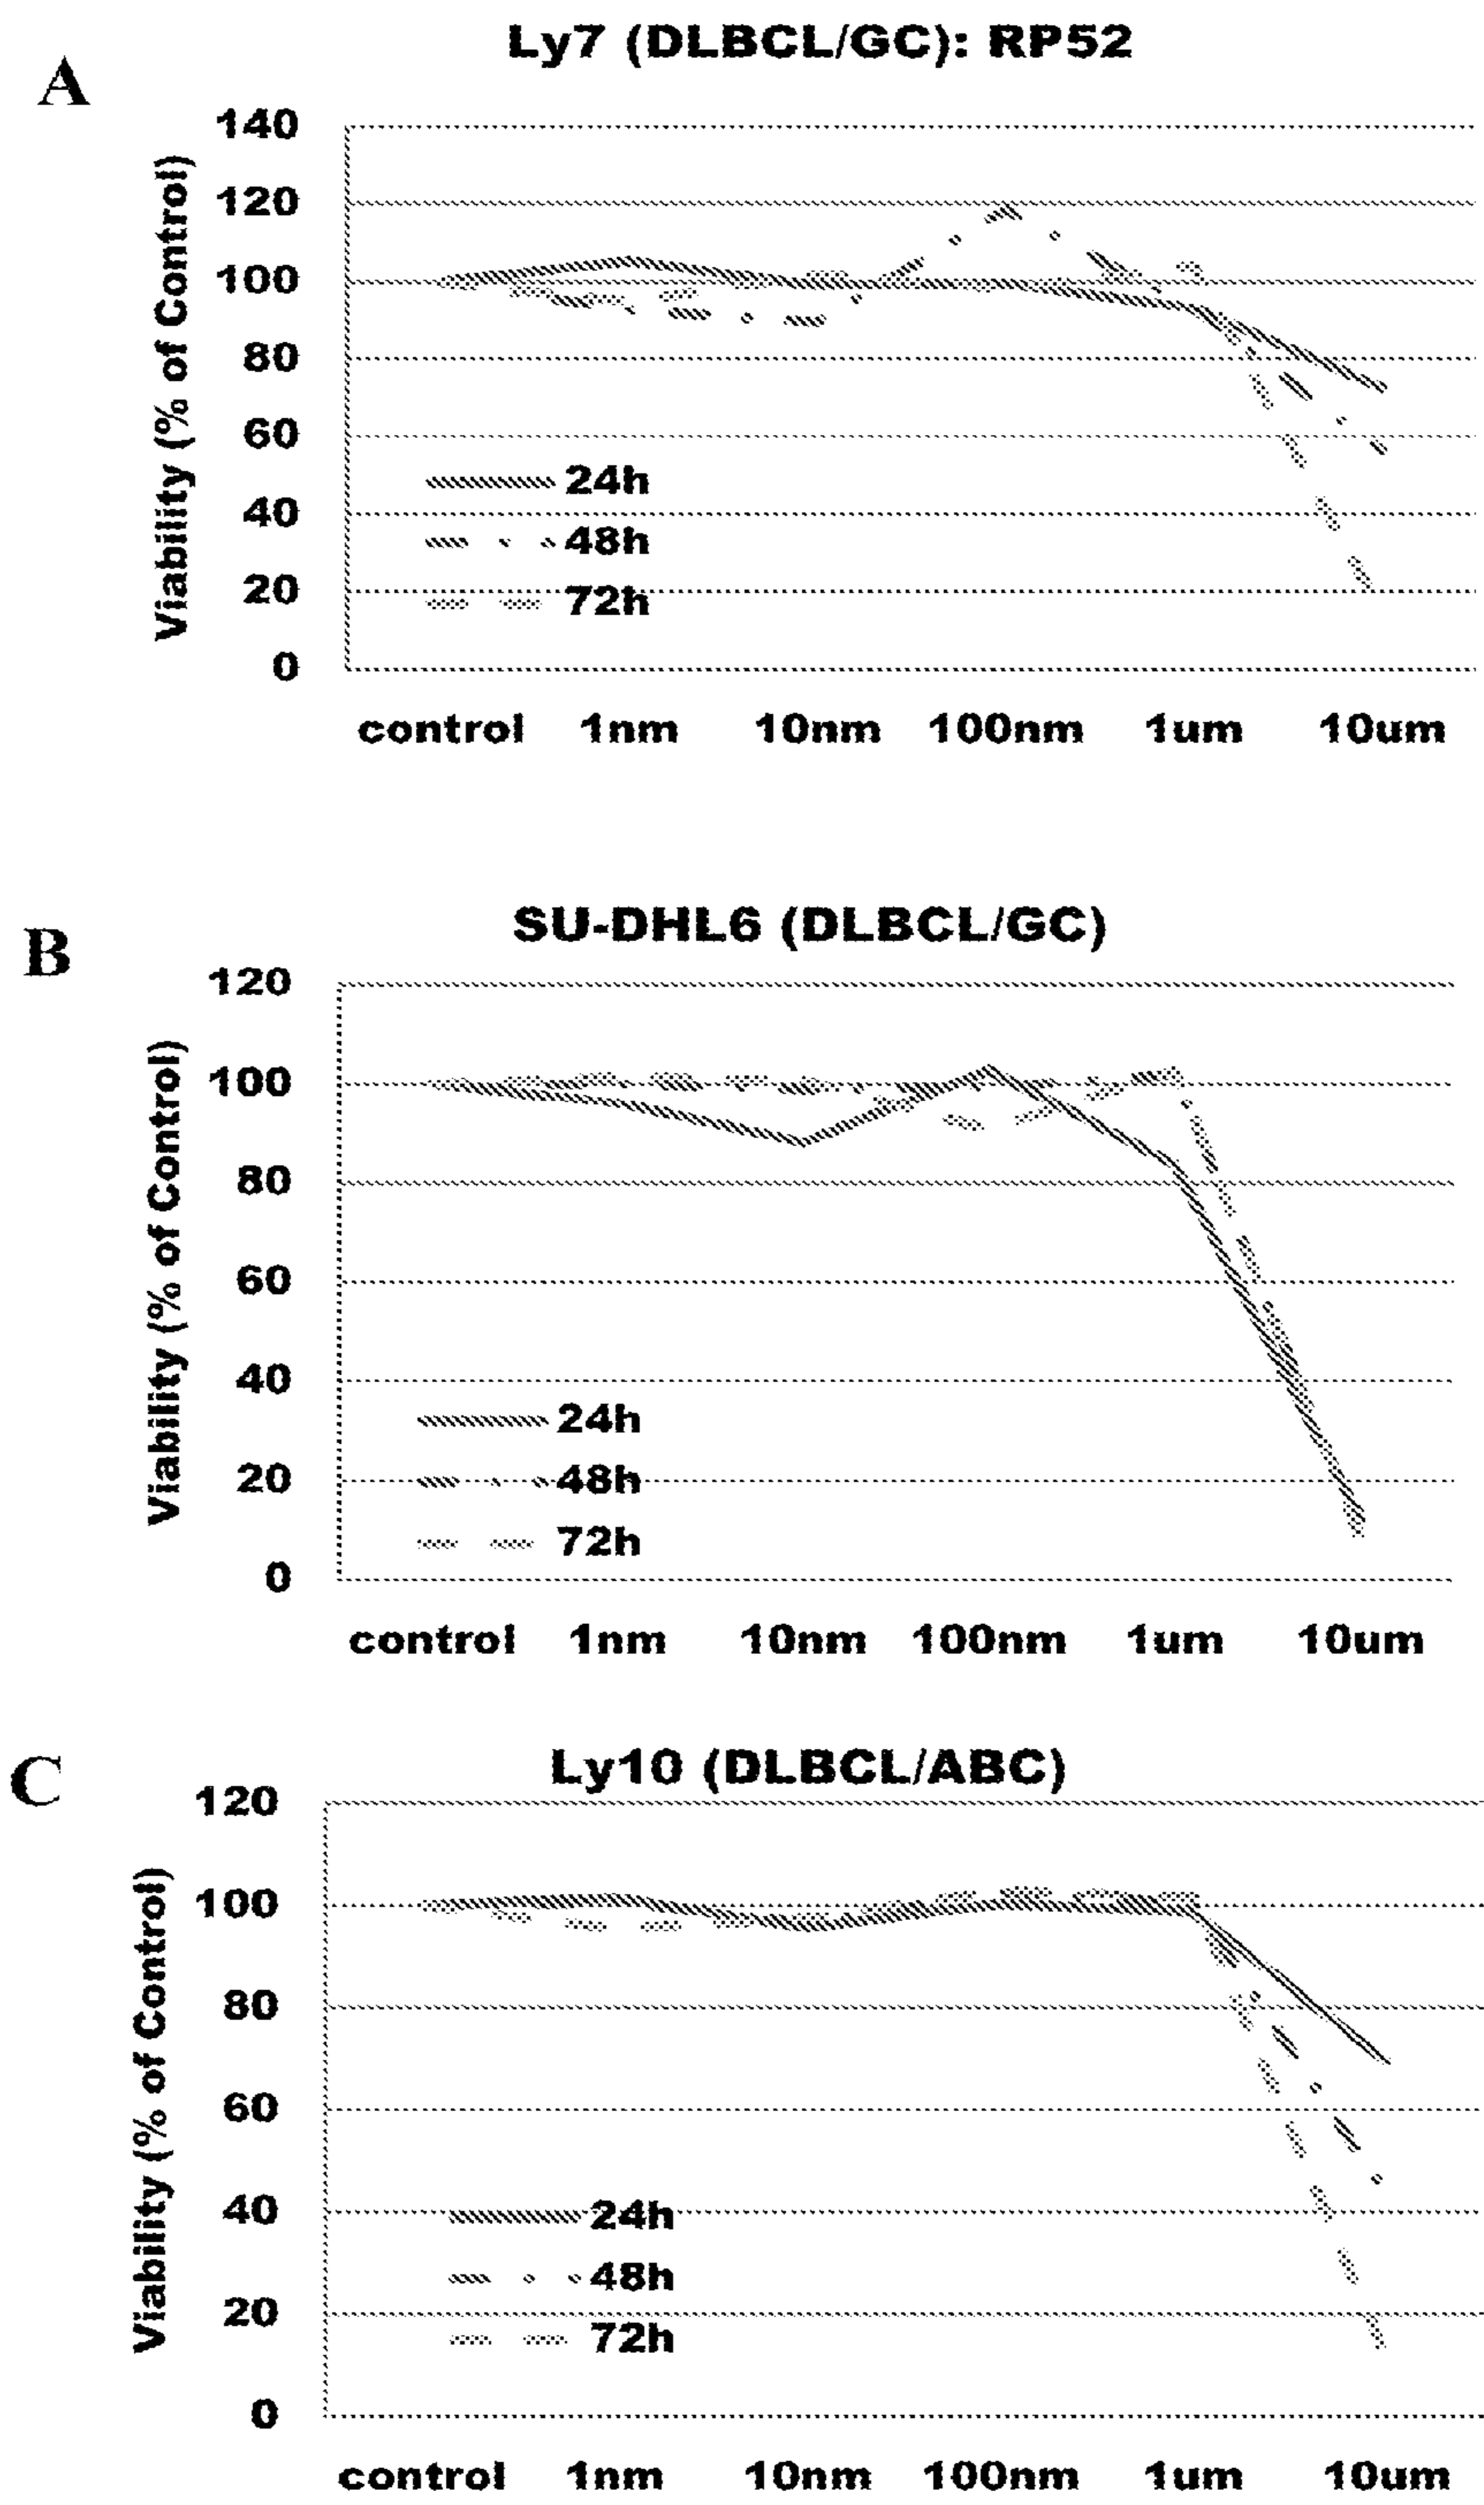 A
Ly7 (DLBCL/GC): RP52
Viability (% of Control)
140
120
100
80
60
40
20
0
24h
48h
72h
control 1nm 10nm 100nm 1um 10um
B
SU-DHL6 (DLBCL/GC)
Viability (% of Control)
120
100
80
60
40
20
0
24h
48h
72h
control 1nm 10nm 100nm 1um 10um
C
Ly10 (DLBCL/ABC)
Viability (% of Control)
120
100
80
60
40
20
0
24h
48h
72h
control 1nm 10nm 100nm 1um 10um